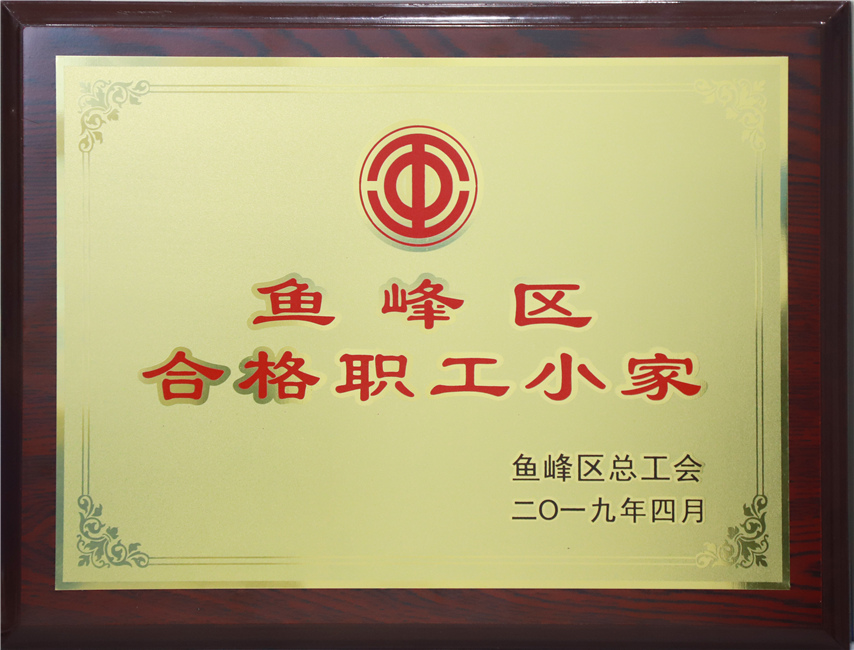 鱼峰区
合格职工小家
鱼峰区总工会
二〇一九年四月